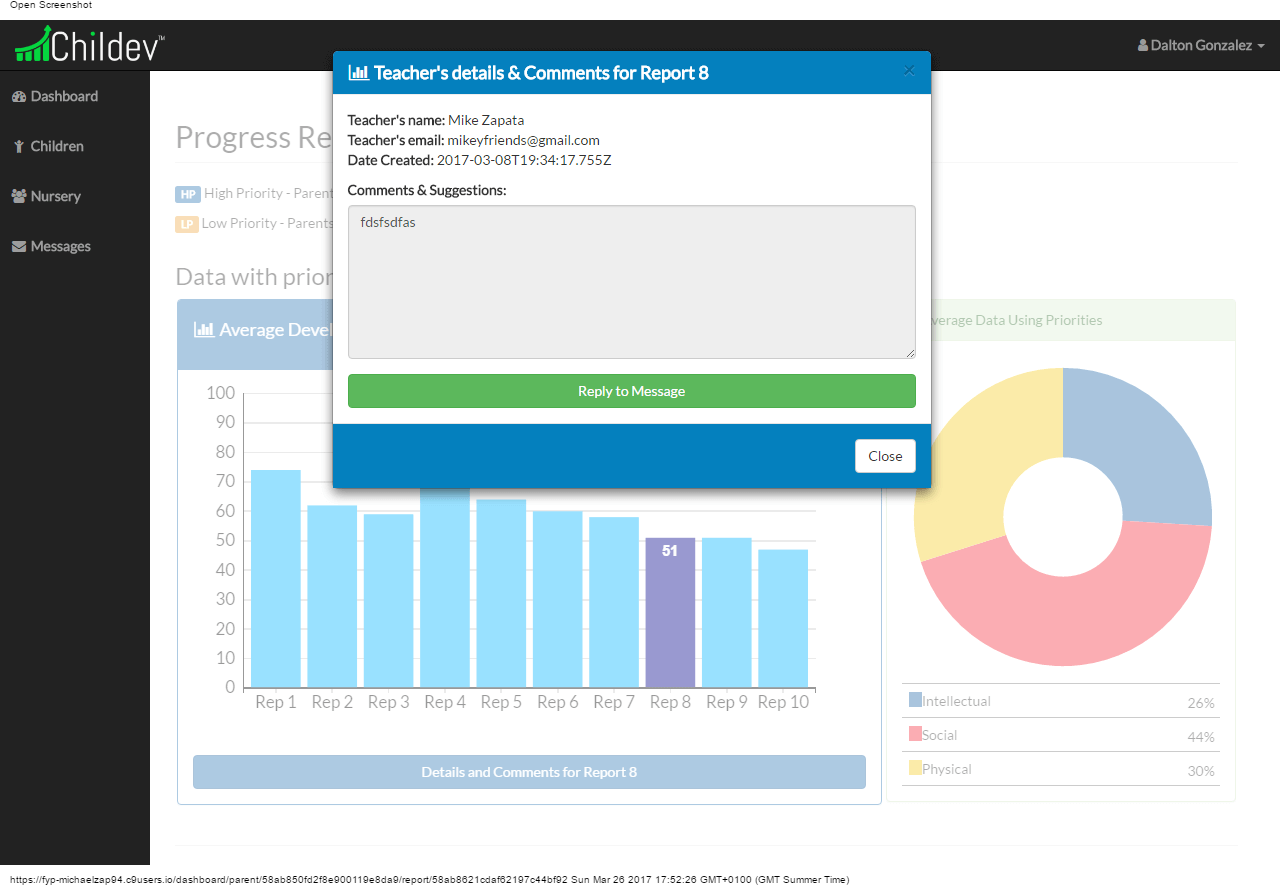 Open Screenshot
Childev™
Dalton Gonzalez
Dashboard
Children
Nursery
Messages
Teacher's details & Comments for Report 8
×
Teacher's name: Mike Zapata
Teacher's email: mikeyfriends@gmail.com
Date Created: 2017-03-08T19:34:17.755Z
Comments & Suggestions:
fdsfsdfas
Reply to Message
Close
Progress Re
HP High Priority - Parent
LP Low Priority - Parents
Data with prior
Average Devel
100
90
80
70
60
50
40
30
20
10
0
51
Rep 1 Rep 2 Rep 3 Rep 4 Rep 5 Rep 6 Rep 7 Rep 8 Rep 9 Rep 10
Details and Comments for Report 8
verage Data Using Priorities
Intellectual 26%
Social 44%
Physical 30%
https://fyp-michaelzap94.c9users.io/dashboard/parent/58ab850fd2f8e900119e8da9/report/58ab8621cdaf62197c44bf92 Sun Mar 26 2017 17:52:26 GMT+0100 (GMT Summer Time)